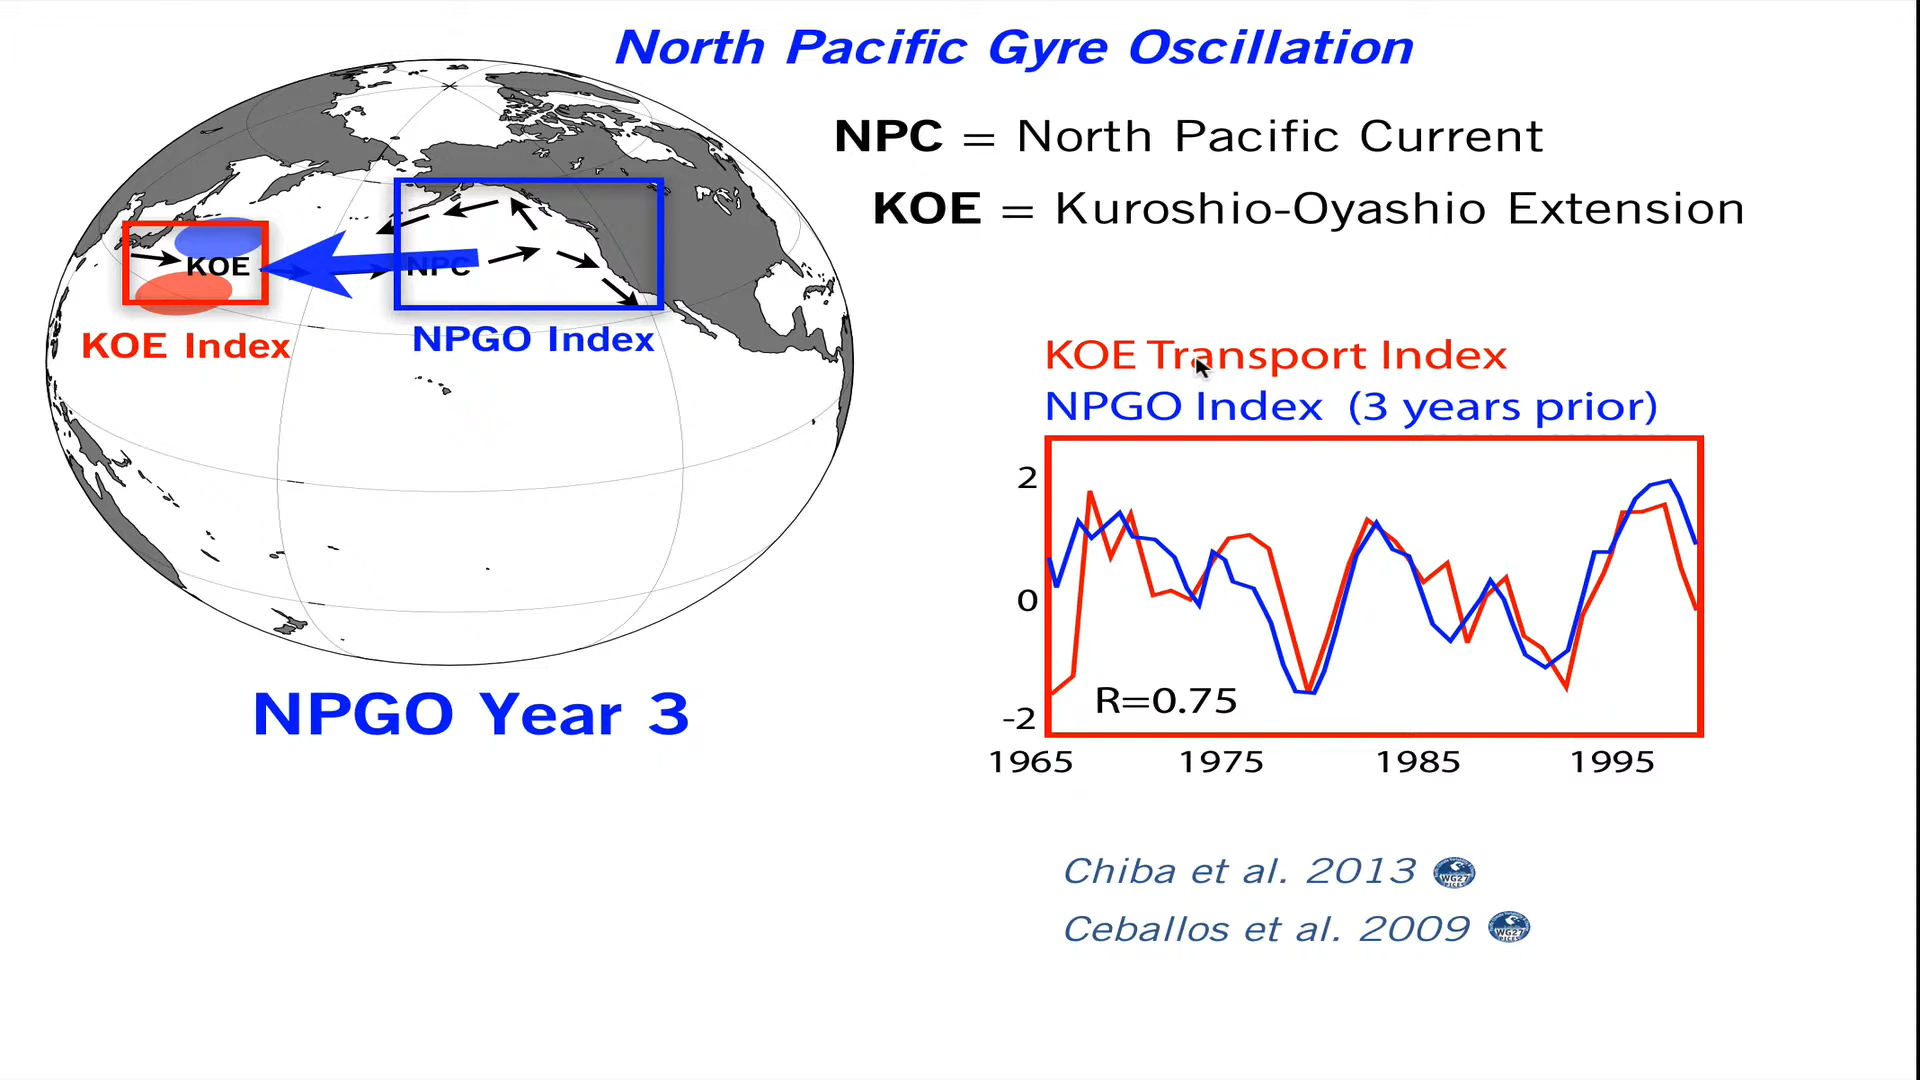 North Pacific Gyre Oscillation
NPC = North Pacific Current
KOE = Kuroshio-Oyashio Extension
KOE
NPC
KOE Index
NPGO Index
NPGO Year 3
KOE Transport Index
NPGO Index (3 years prior)
2
0
-2
R=0.75
1965 1975 1985 1995
Chiba et al. 2013
WG27
Ceballos et al. 2009
WG27